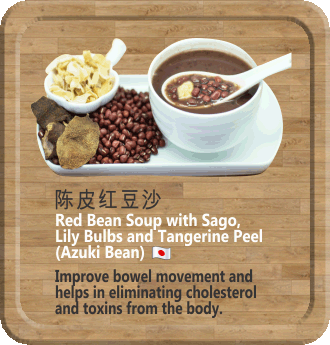 陈皮红豆沙
Red Bean Soup with Sago,
Lily Bulbs and Tangerine Peel
(Azuki Bean)
Improve bowel movement and
helps in eliminating cholesterol
and toxins from the body.